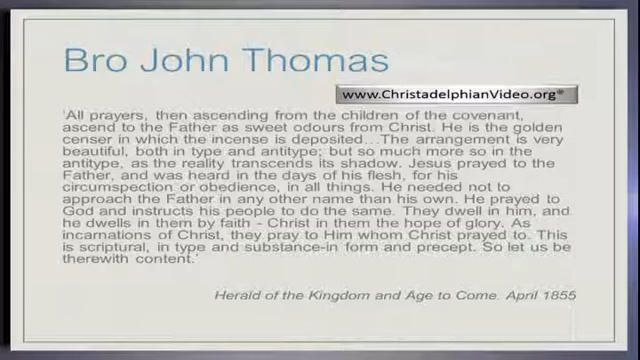 Bro John Thomas
www.ChristadelphianVideo.org®
'All prayers, then ascending from the children of the covenant,
ascend to the Father as sweet odours from Christ. He is the golden
censer in which the incense is deposited…The arrangement is very
beautiful, both in type and antitype; but so much more so in the
antitype, as the reality transcends its shadow. Jesus prayed to the
Father, and was heard in the days of his flesh, for his
circumspection or obedience, in all things. He needed not to
approach the Father in any other name than his own. He prayed to
God and instructs his people to do the same. They dwell in him, and
he dwells in them by faith - Christ in them the hope of glory. As
incarnations of Christ, they pray to Him whom Christ prayed to. This
is scriptural, in type and substance-in form and precept. So let us be
therewith content.'
Herald of the Kingdom and Age to Come. April 1855